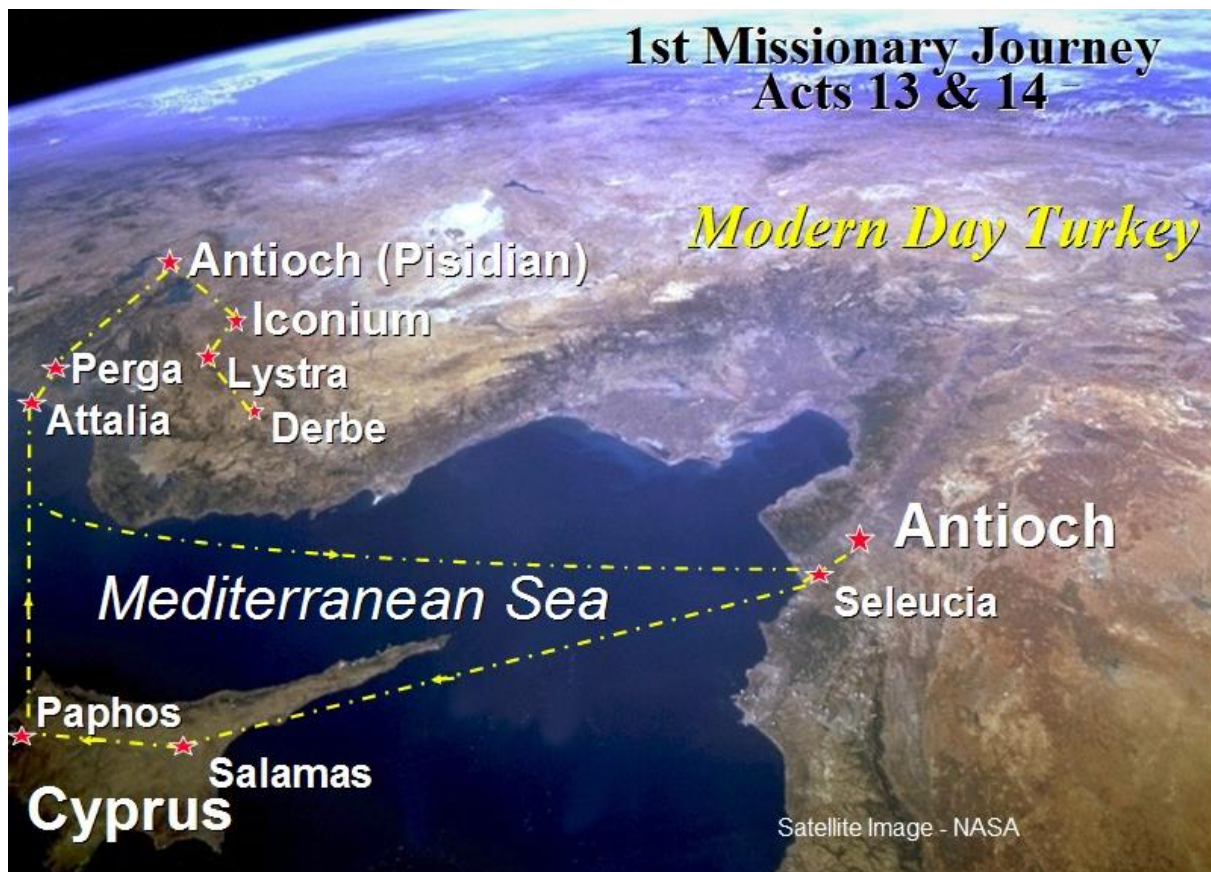 1st Missionary Journey
Acts 13 & 14
Modern Day Turkey
Antioch (Pisidian)
Iconium
Perga
Lystra
Attalia
Derbe
Antioch
Mediterranean Sea
Seleucia
Paphos
Salamas
Cyprus
Satellite Image - NASA